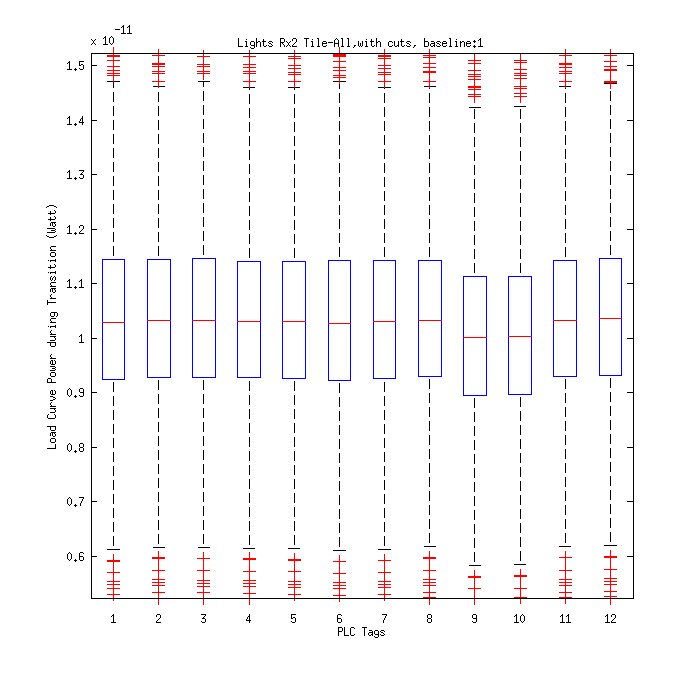 Lights Rx2 Tile-All,with cuts, baseline:1
x 10^-11
1.5
1.4
1.3
1.2
1.1
1
0.9
0.8
0.7
0.6
Load Curve Power during Transition (Watt)
1 2 3 4 5 6 7 8 9 10 11 12
PLC Tags